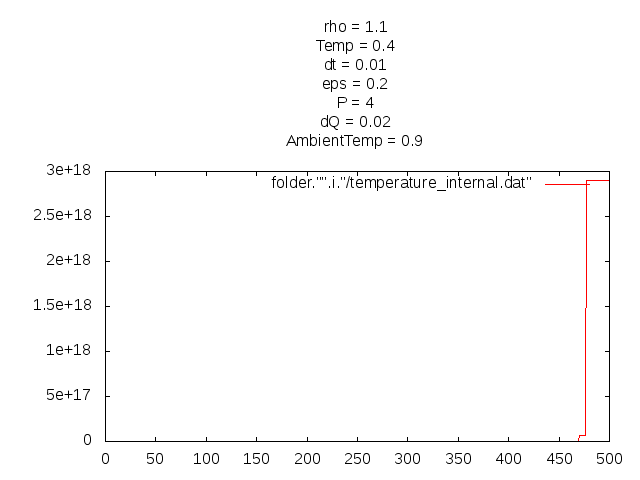 rho = 1.1
Temp = 0.4
dt = 0.01
eps = 0.2
P = 4
dQ = 0.02
AmbientTemp = 0.9
3e+18
folder."".i."/temperature_internal.dat"
2.5e+18
2e+18
1.5e+18
1e+18
5e+17
0
0 50 100 150 200 250 300 350 400 450 500